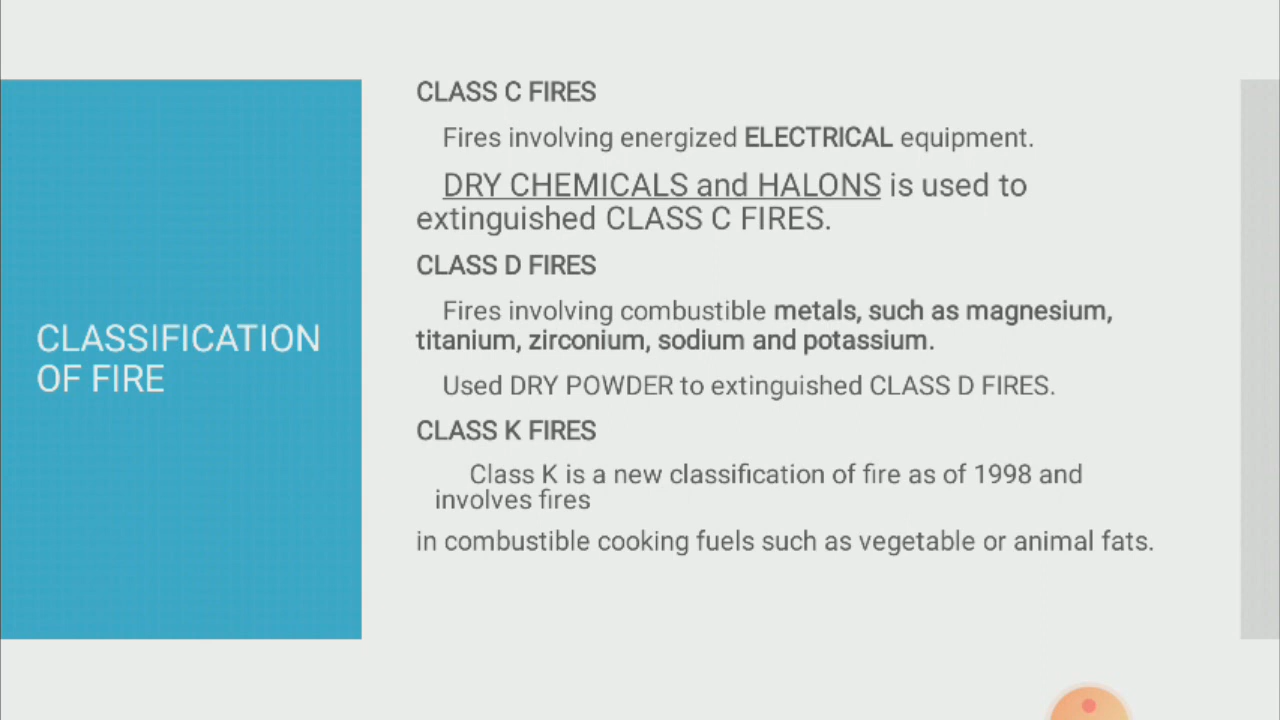 CLASSIFICATION
OF FIRE
CLASS C FIRES
Fires involving energized ELECTRICAL equipment.
DRY CHEMICALS and HALONS is used to
extinguished CLASS C FIRES.
CLASS D FIRES
Fires involving combustible metals, such as magnesium,
titanium, zirconium, sodium and potassium.
Used DRY POWDER to extinguished CLASS D FIRES.
CLASS K FIRES
Class K is a new classification of fire as of 1998 and
involves fires
in combustible cooking fuels such as vegetable or animal fats.